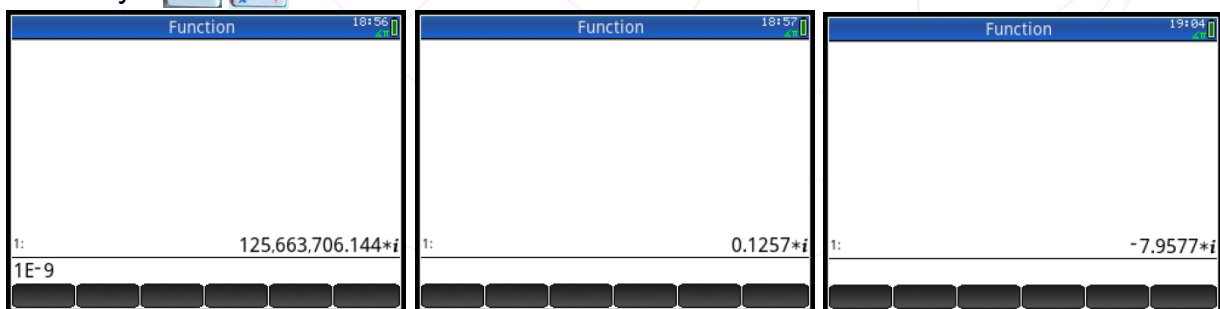 Function 18:56
∡π
1: 125,663,706.144*i
1E-9
Function 18:57
∡π
1: 0.1257*i
Function 19:04
∡π
1: -7.9577*i